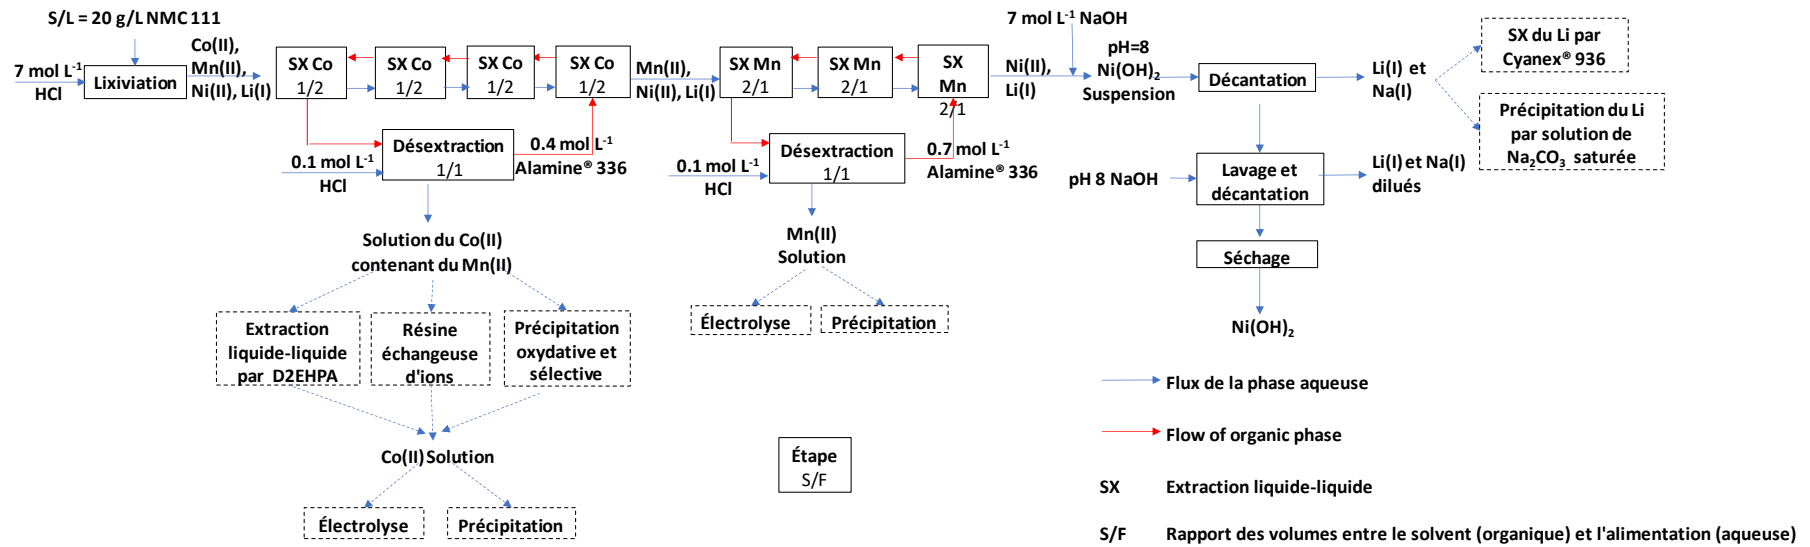 S/L = 20 g/L NMC 111
7 mol L-1
HCl
Lixiviation
Co(II),
Mn(II),
Ni(II), Li(I)
SX Co
1/2
SX Co
1/2
SX Co
1/2
SX Co
1/2
Mn(II),
Ni(II), Li(I)
SX Mn
2/1
SX Mn
2/1
SX
Mn
2/1
Ni(II),
Li(I)
7 mol L-1 NaOH
pH=8
Ni(OH)2
Suspension
Décantation
Li(I) et
Na(I)
SX du Li par
Cyanex® 936
Précipitation du Li
par solution de
Na2CO3 saturée
0.1 mol L-1
HCl
Désextraction
1/1
0.4 mol L-1
Alamine® 336
0.1 mol L-1
HCl
Désextraction
1/1
0.7 mol L-1
Alamine® 336
pH 8 NaOH
Lavage et
décantation
Li(I) et Na(I)
dilués
Solution du Co(II)
contenant du Mn(II)
Mn(II)
Solution
Séchage
Ni(OH)2
Extraction
liquide-liquide
par D2EHPA
Résine
échangeuse
d'ions
Précipitation
oxydative et
sélective
Électrolyse
Précipitation
Co(II) Solution
Électrolyse
Précipitation
Étape
S/F
Flux de la phase aqueuse
Flow of organic phase
SX Extraction liquide-liquide
S/F Rapport des volumes entre le solvent (organique) et l'alimentation (aqueuse)